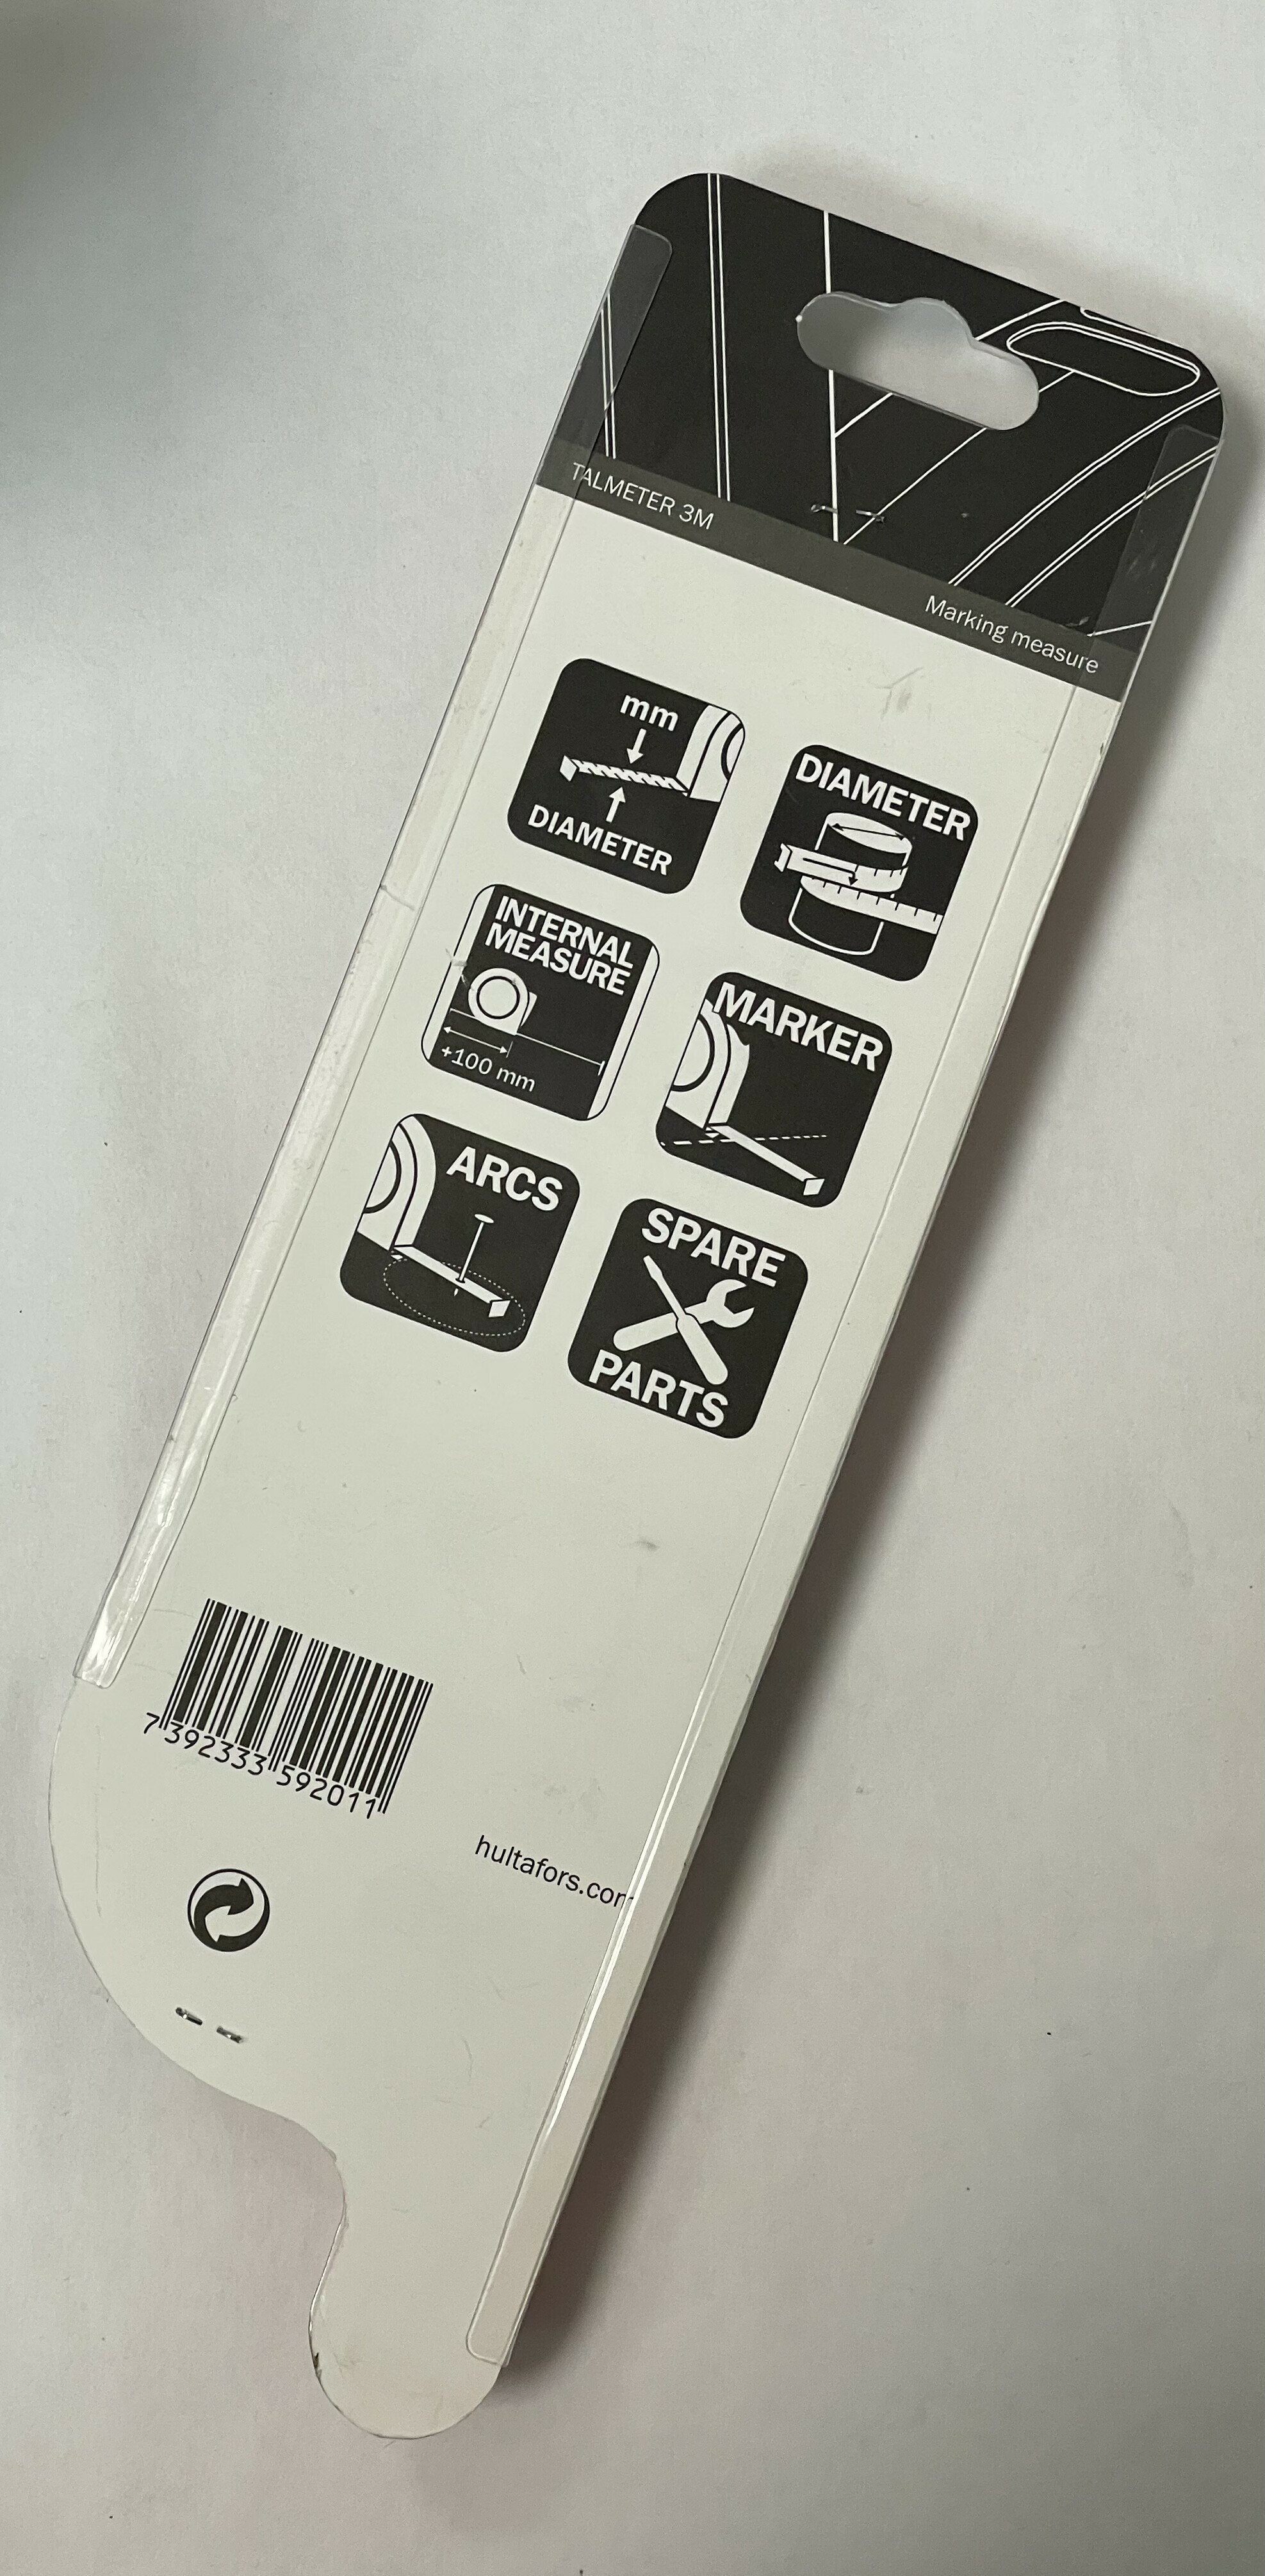 TALMETER 3M
Marking measure
mm
DIAMETER
DIAMETER
INTERNAL
MEASURE
+100 mm
MARKER
ARCS
SPARE
PARTS
7 392333 592011
hultafors.com